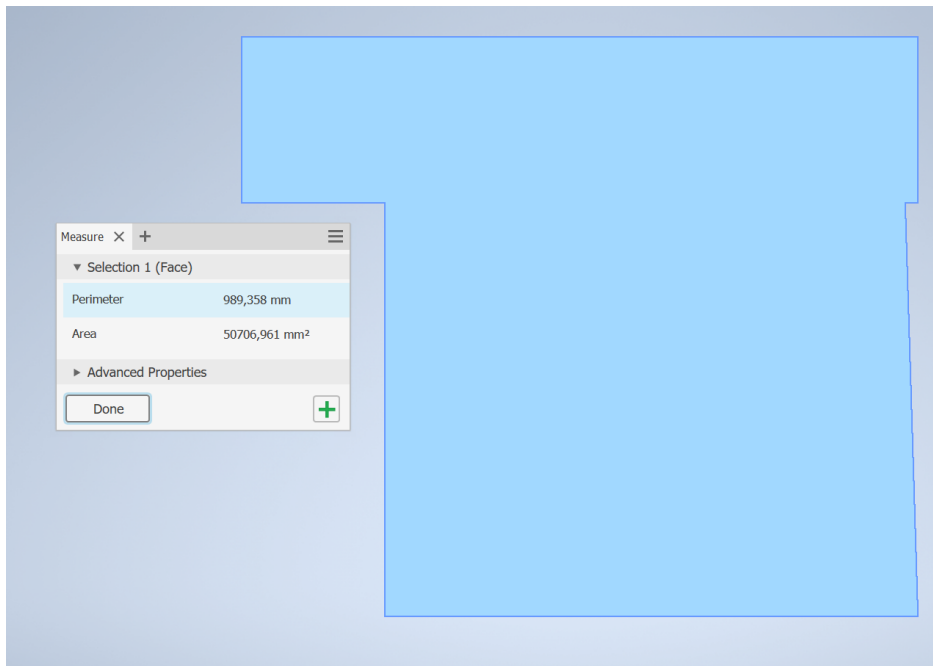 Measure
Selection 1 (Face)
Perimeter 989,358 mm
Area 50706,961 mm²
Advanced Properties
Done